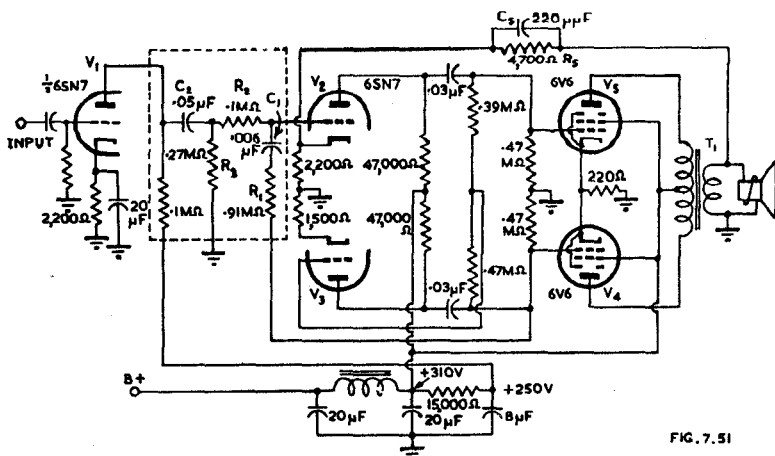 C₅ 220μμF
4,700Ω R₅
½6SN7
V₁
C₂
.05μF
R₂
.1MΩ
C₁
V₂
6SN7
.03μF
.39MΩ
6V6
V₅
T₁
INPUT
.27MΩ
R₃
.006
μF
2,200Ω
47,000Ω
.47
MΩ
220Ω
2,200Ω
20
μF
.1MΩ
R₁
.91MΩ
1,500Ω
47,000
Ω
.47
MΩ
V₃
.03μF
.47MΩ
6V6
V₄
B+
+310V
+250V
20μF
20μF
15,000Ω
8μF
FIG. 7.51